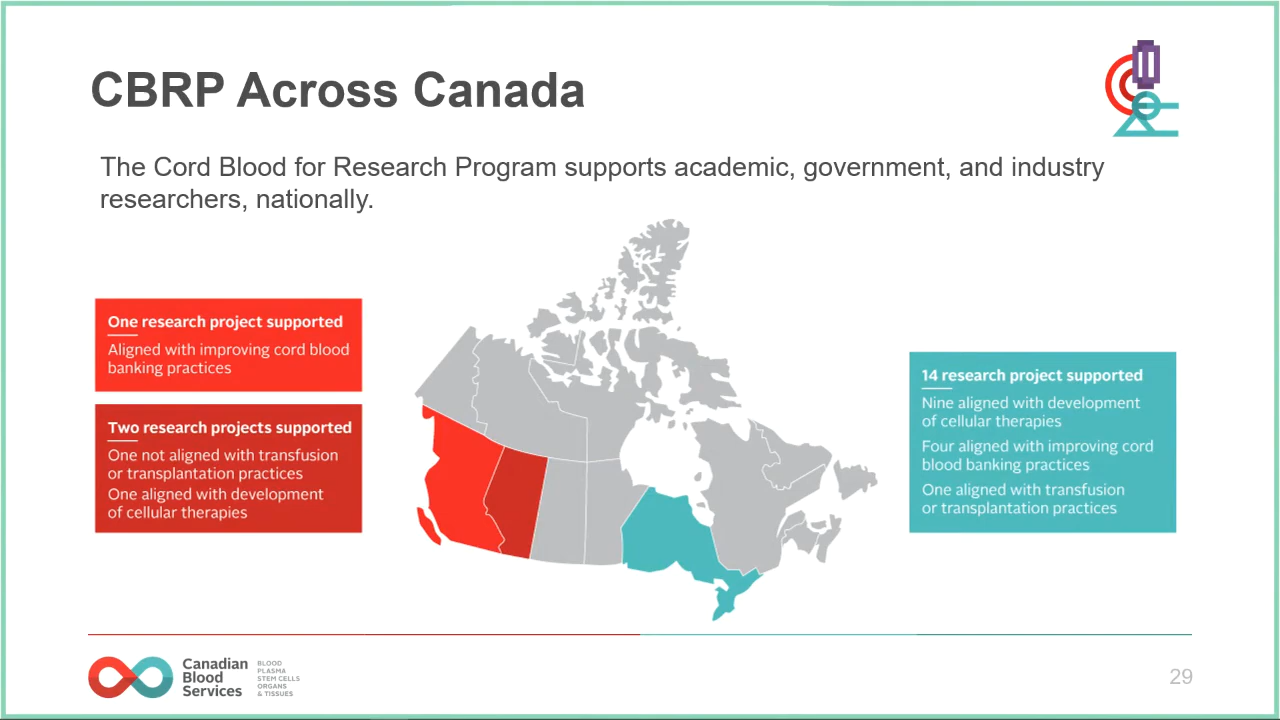 CBRP Across Canada
The Cord Blood for Research Program supports academic, government, and industry
researchers, nationally.
One research project supported
Aligned with improving cord blood
banking practices
Two research projects supported
One not aligned with transfusion
or transplantation practices
One aligned with development
of cellular therapies
14 research project supported
Nine aligned with development
of cellular therapies
Four aligned with improving cord
blood banking practices
One aligned with transfusion
or transplantation practices
Canadian
Blood
Services
BLOOD
PLASMA
STEM CELLS
ORGANS
& TISSUES
29